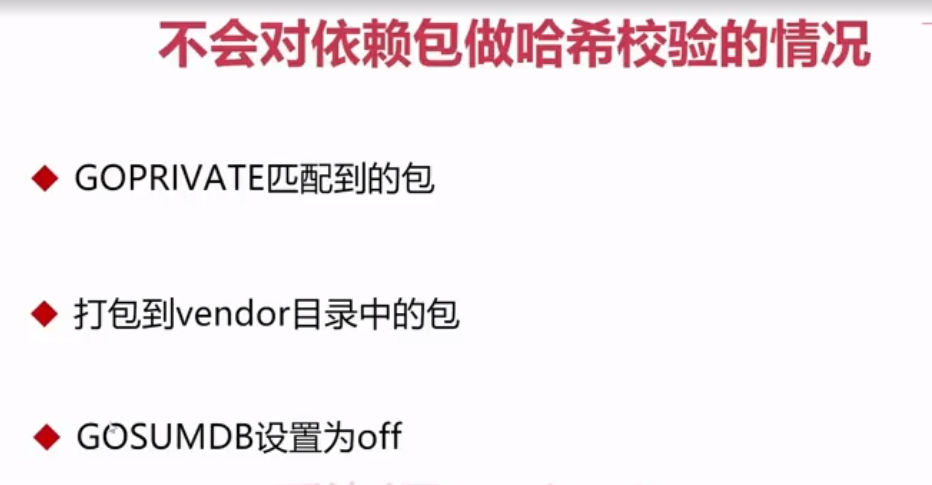 不会对依赖包做哈希校验的情况
GOPRIVATE匹配到的包
打包到vendor目录中的包
GOSUMDB设置为off